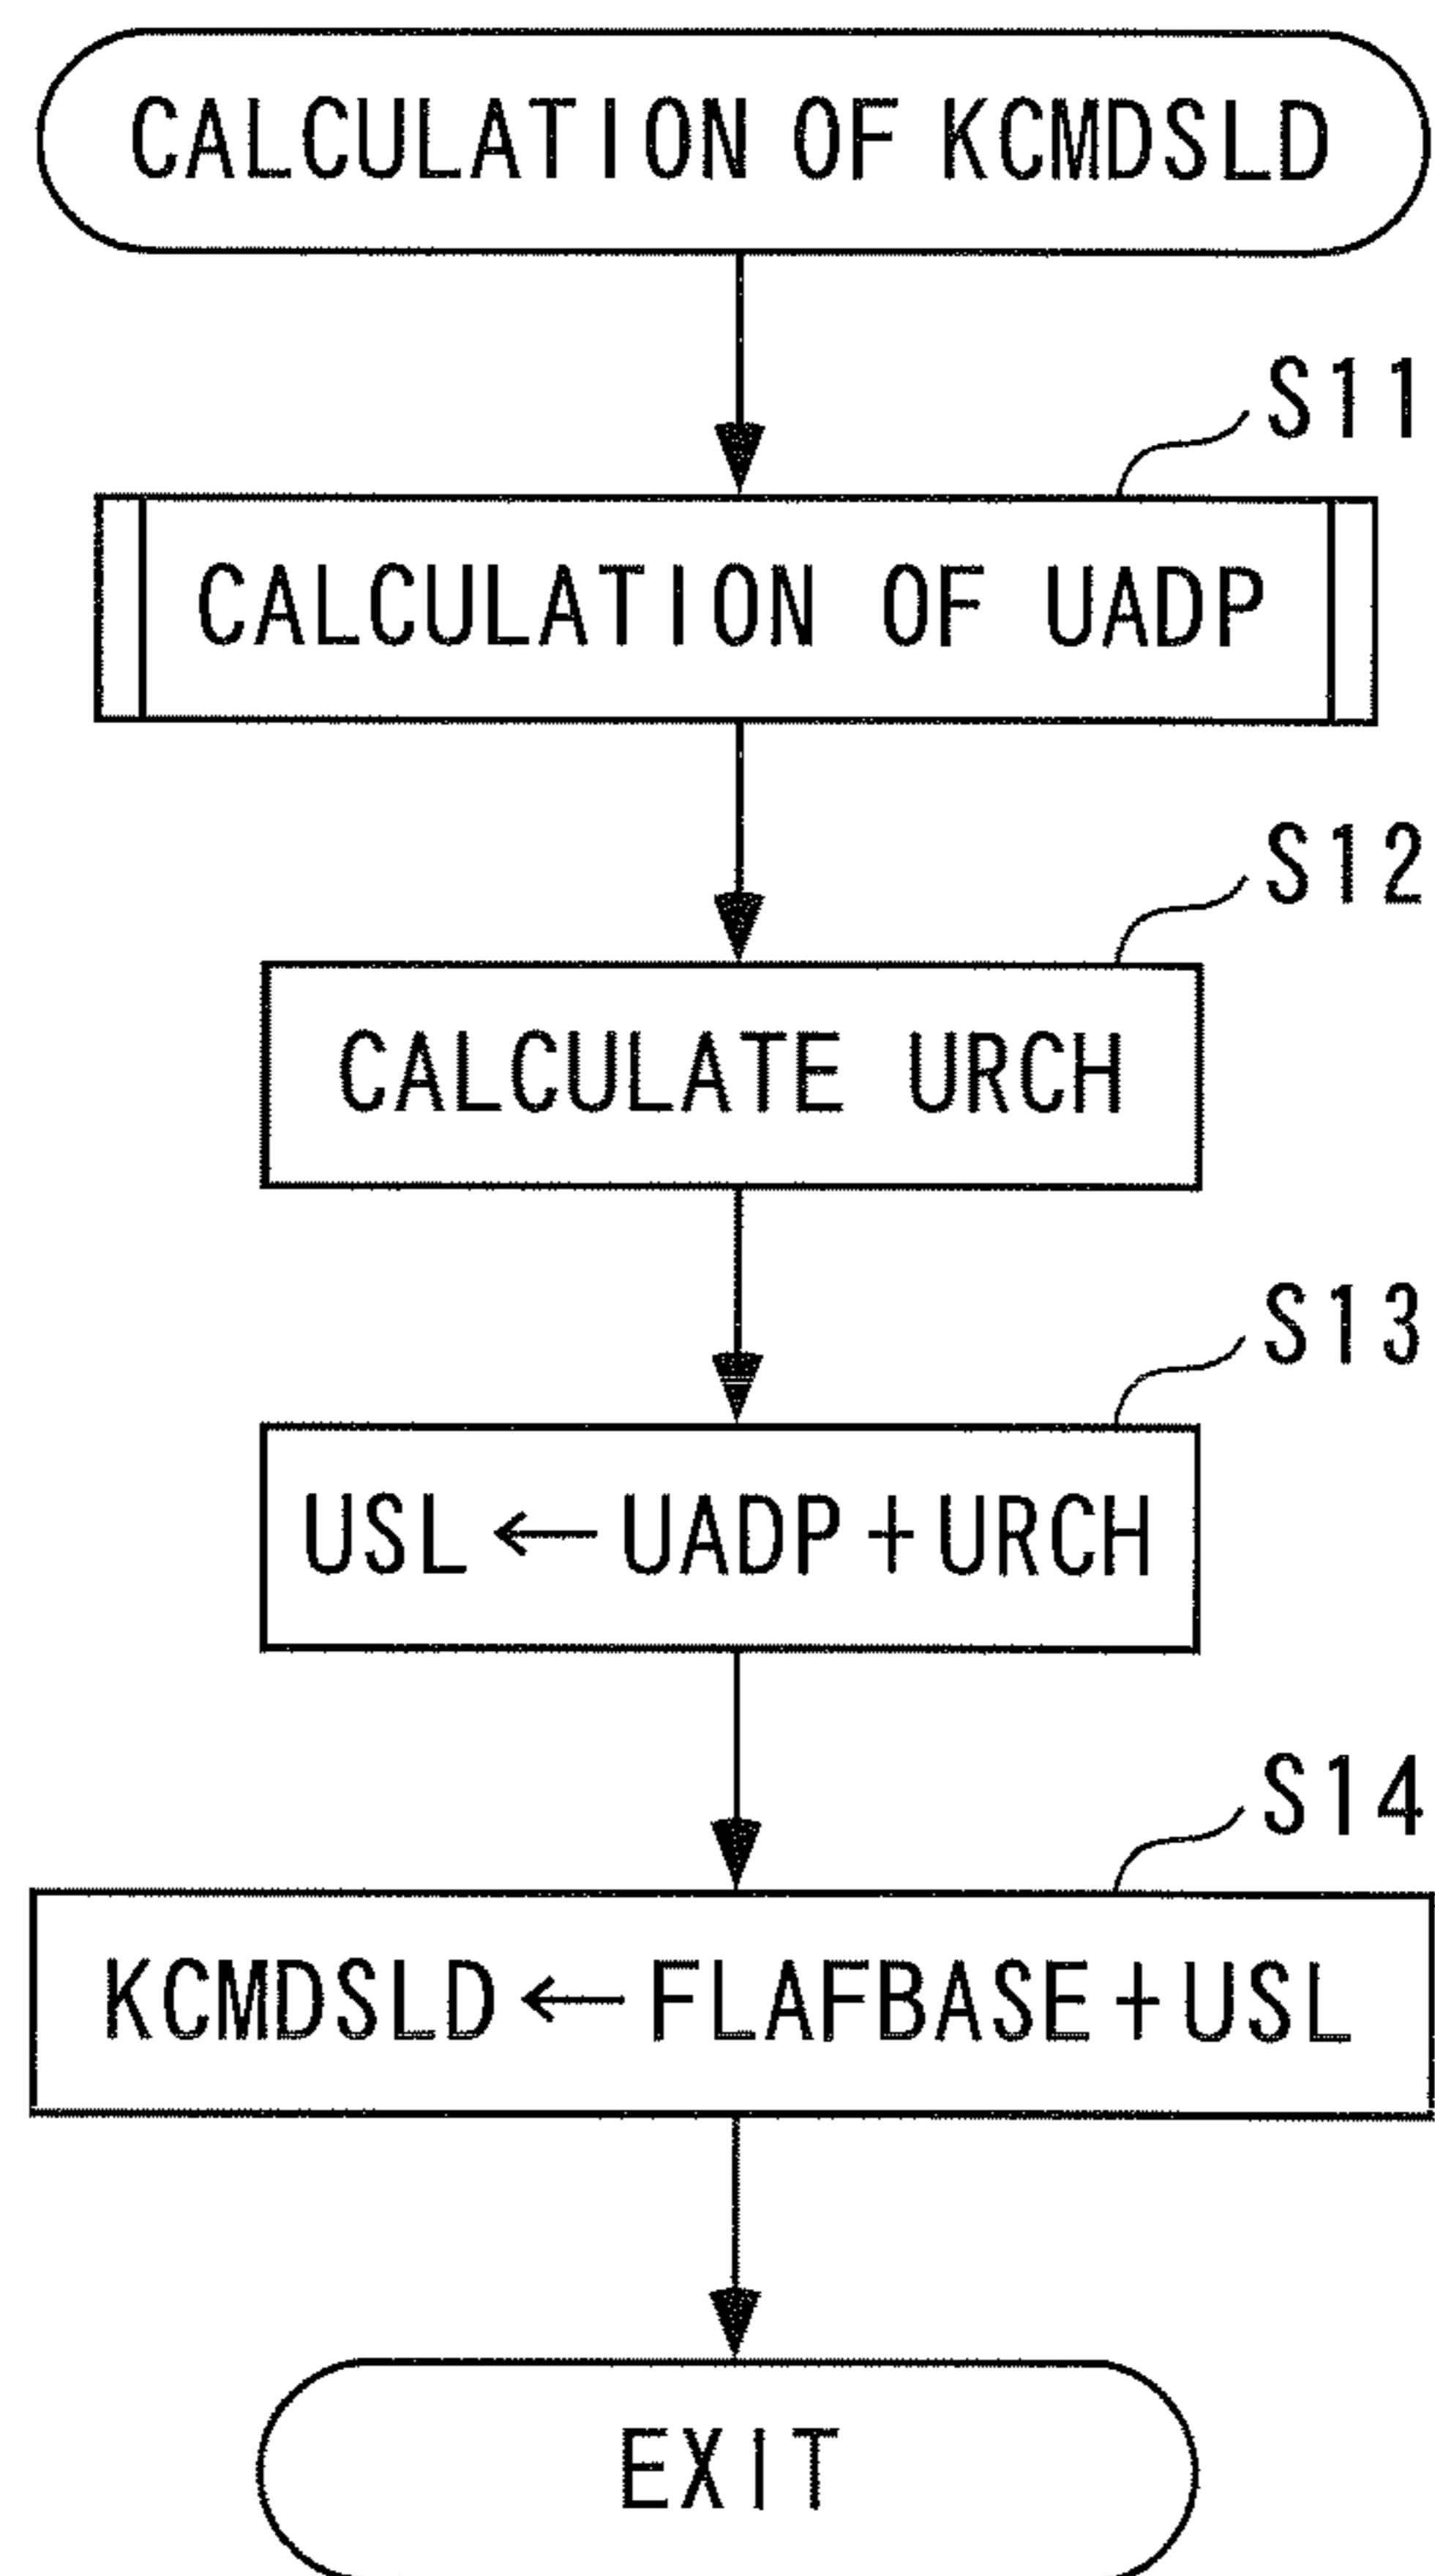 CALCULATION OF KCMDSLD
S11
CALCULATION OF UADP
S12
CALCULATE URCH
S13
USL ← UADP + URCH
S14
KCMDSLD ← FLAFBASE + USL
EXIT